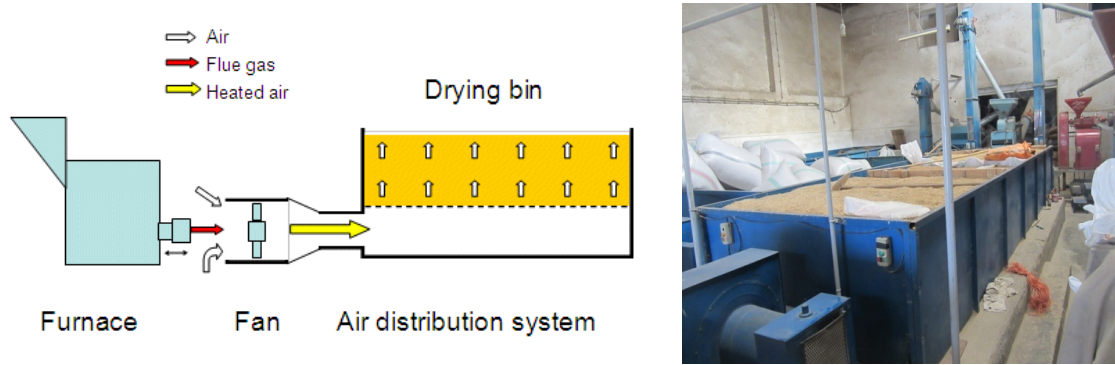 Air
Flue gas
Heated air
Drying bin
Furnace
Fan
Air distribution system